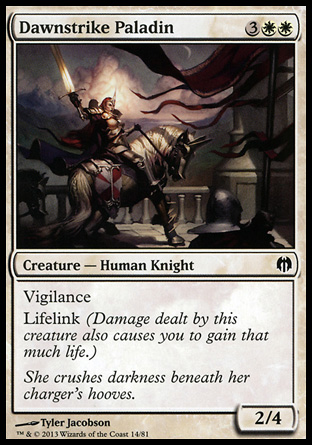 Dawnstrike Paladin 3
Creature — Human Knight
Vigilance
Lifelink (Damage dealt by this
creature also causes you to gain that
much life.)
She crushes darkness beneath her
charger's hooves.
Tyler Jacobson
™ & © 2013 Wizards of the Coast 14/81
2/4